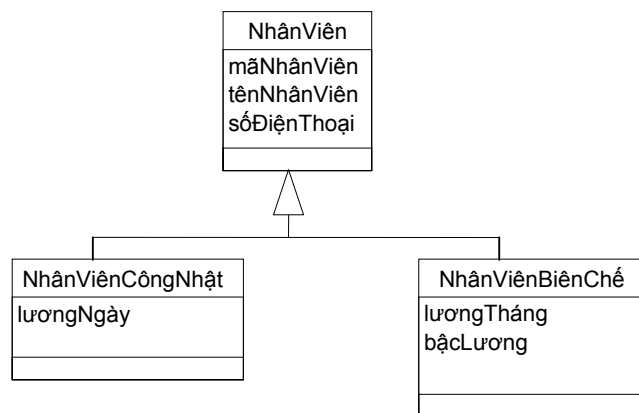 NhânViên
mãNhânViên
tênNhânViên
sốĐiệnThoại
NhânViênCôngNhật
lươngNgày
NhânViênBiênChế
lươngTháng
bậcLương